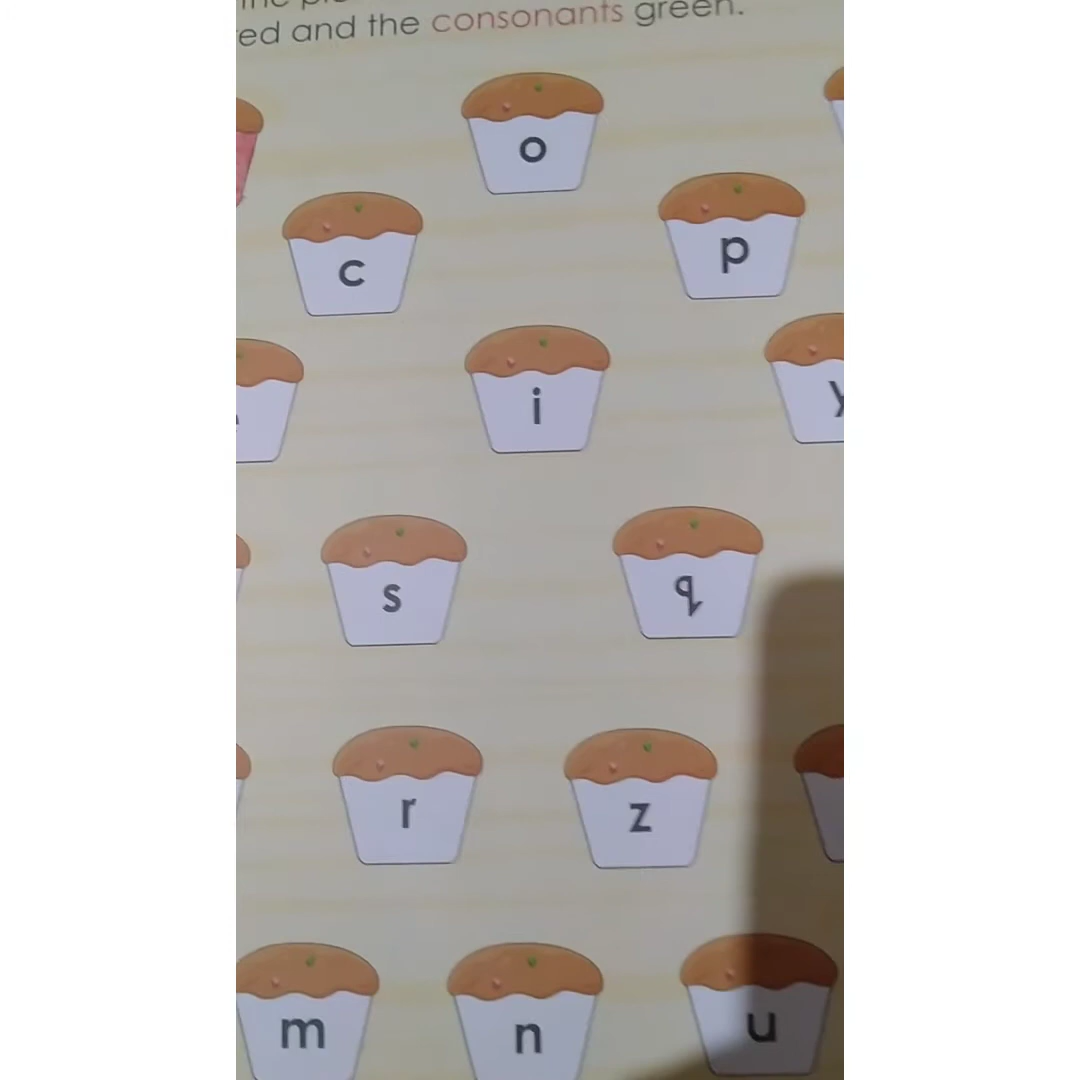 ed and the consonants green.
o
c p
i y
s q
r z
m n u